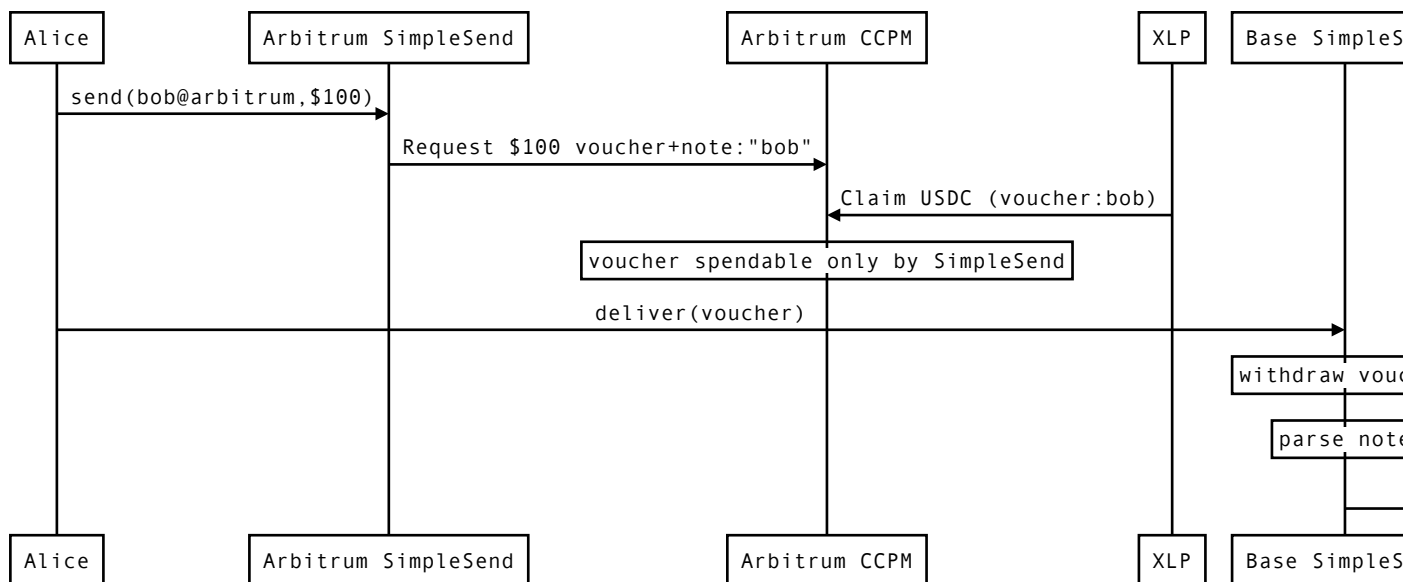 Alice
Arbitrum SimpleSend
Arbitrum CCPM
XLP
Base SimpleS
send(bob@arbitrum,$100)
Request $100 voucher+note:"bob"
Claim USDC (voucher:bob)
voucher spendable only by SimpleSend
deliver(voucher)
withdraw vouc
parse note
Alice
Arbitrum SimpleSend
Arbitrum CCPM
XLP
Base SimpleS